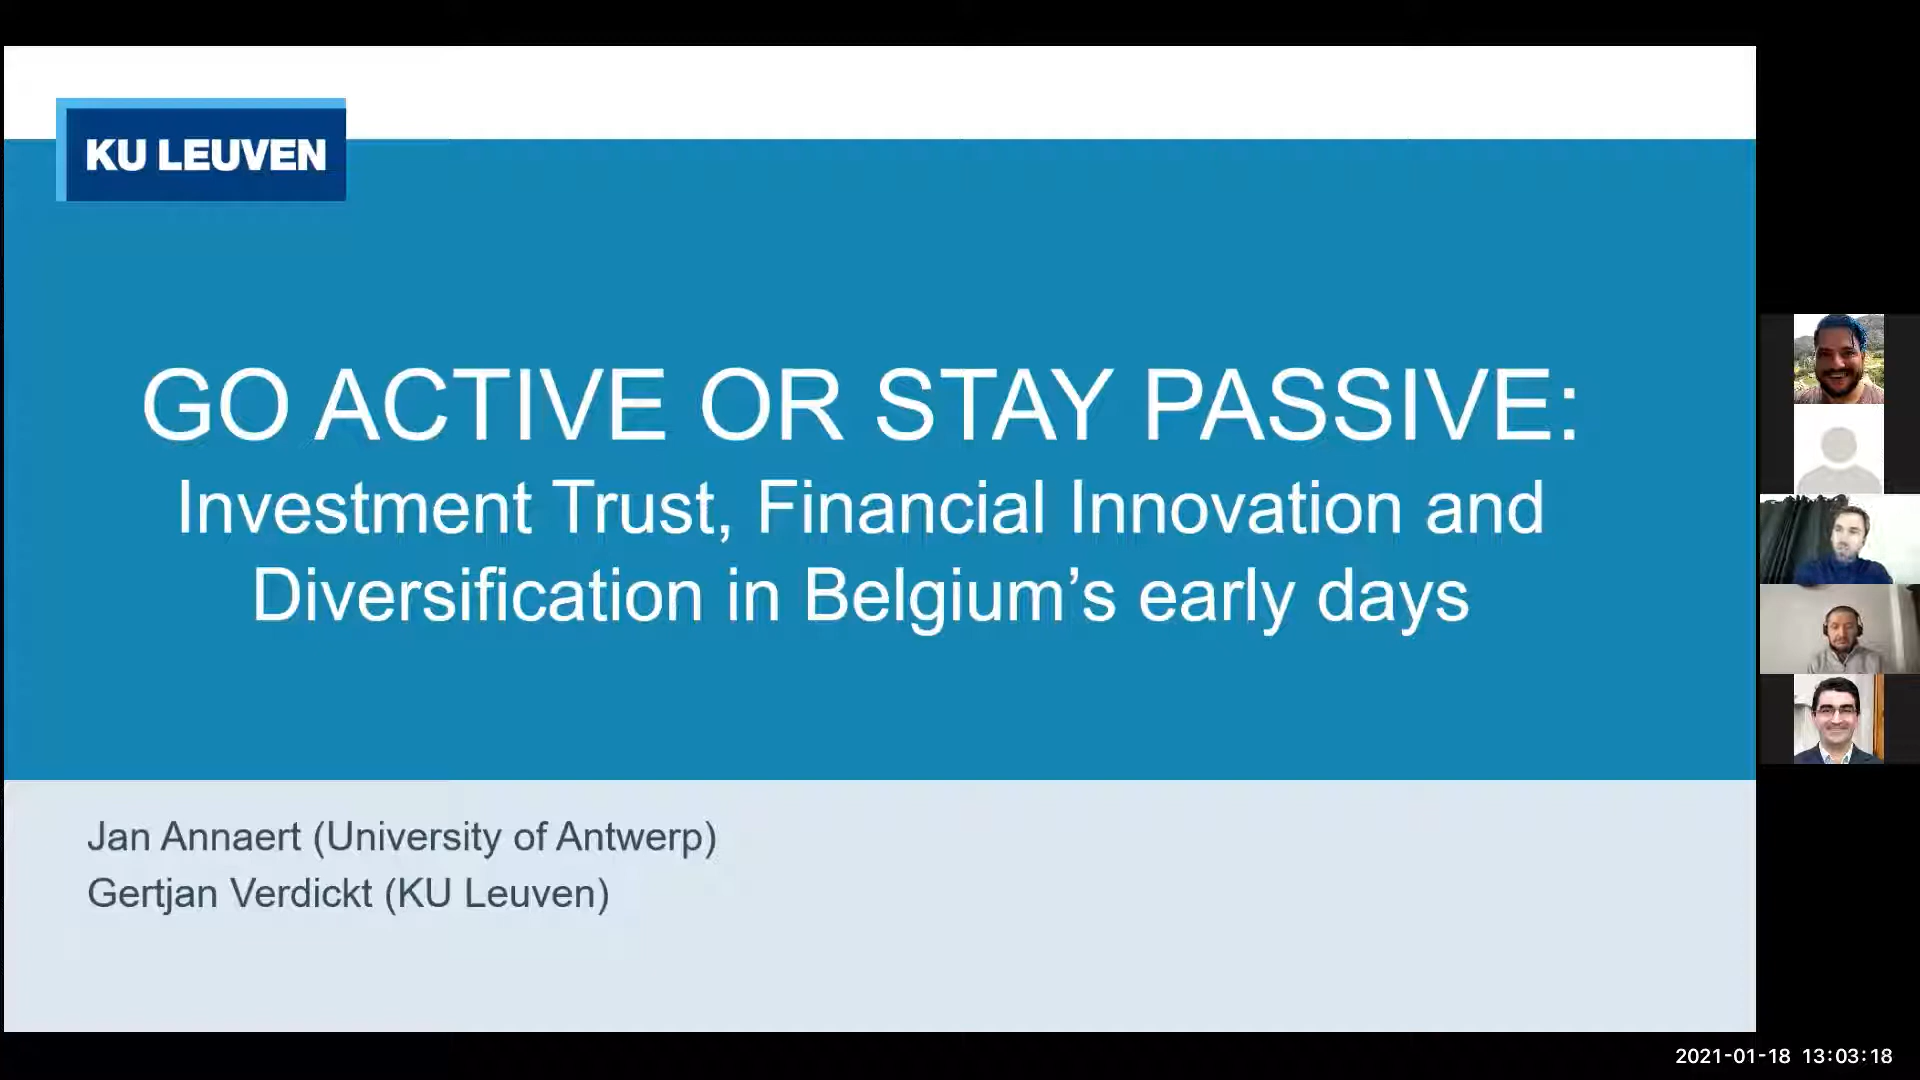 KU LEUVEN
GO ACTIVE OR STAY PASSIVE:
Investment Trust, Financial Innovation and
Diversification in Belgium’s early days
Jan Annaert (University of Antwerp)
Gertjan Verdickt (KU Leuven)
2021-01-18 13:03:18